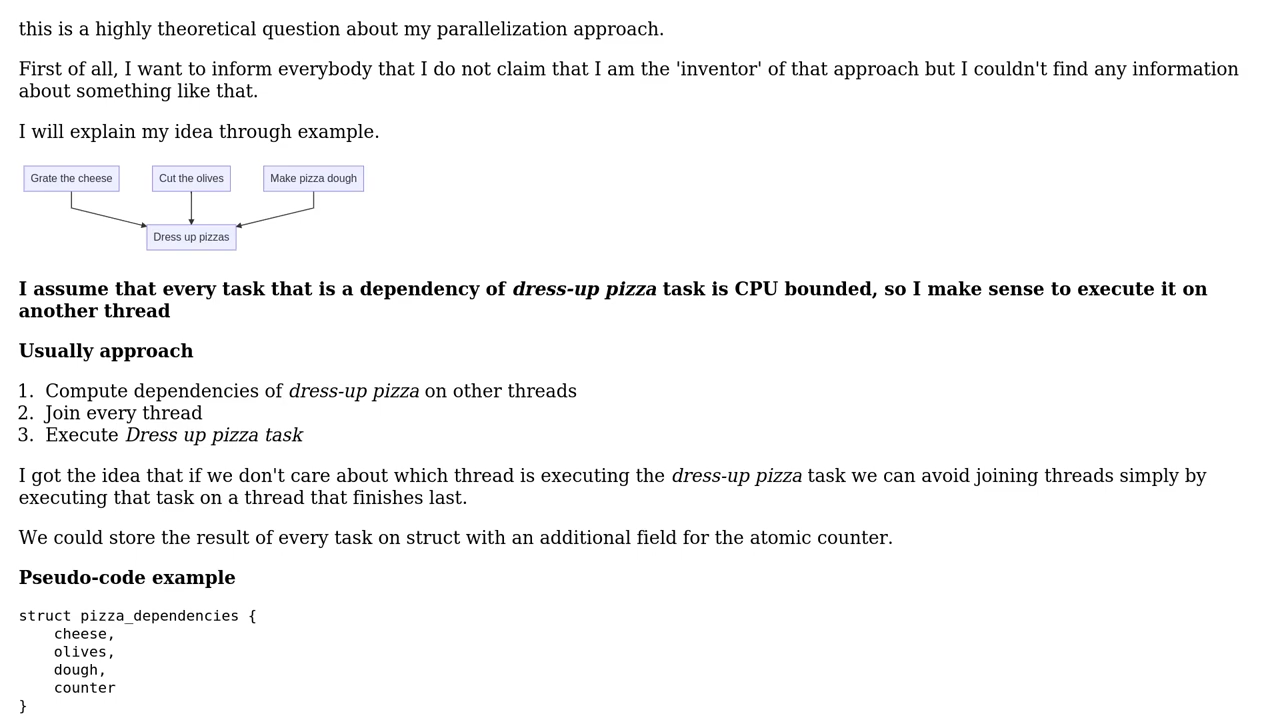 this is a highly theoretical question about my parallelization approach.
First of all, I want to inform everybody that I do not claim that I am the 'inventor' of that approach but I couldn't find any information
about something like that.
I will explain my idea through example.
Grate the cheese
Cut the olives
Make pizza dough
Dress up pizzas
I assume that every task that is a dependency of dress-up pizza task is CPU bounded, so I make sense to execute it on
another thread
Usually approach
1. Compute dependencies of dress-up pizza on other threads
2. Join every thread
3. Execute Dress up pizza task
I got the idea that if we don't care about which thread is executing the dress-up pizza task we can avoid joining threads simply by
executing that task on a thread that finishes last.
We could store the result of every task on struct with an additional field for the atomic counter.
Pseudo-code example
struct pizza_dependencies {
    cheese,
    olives,
    dough,
    counter
}